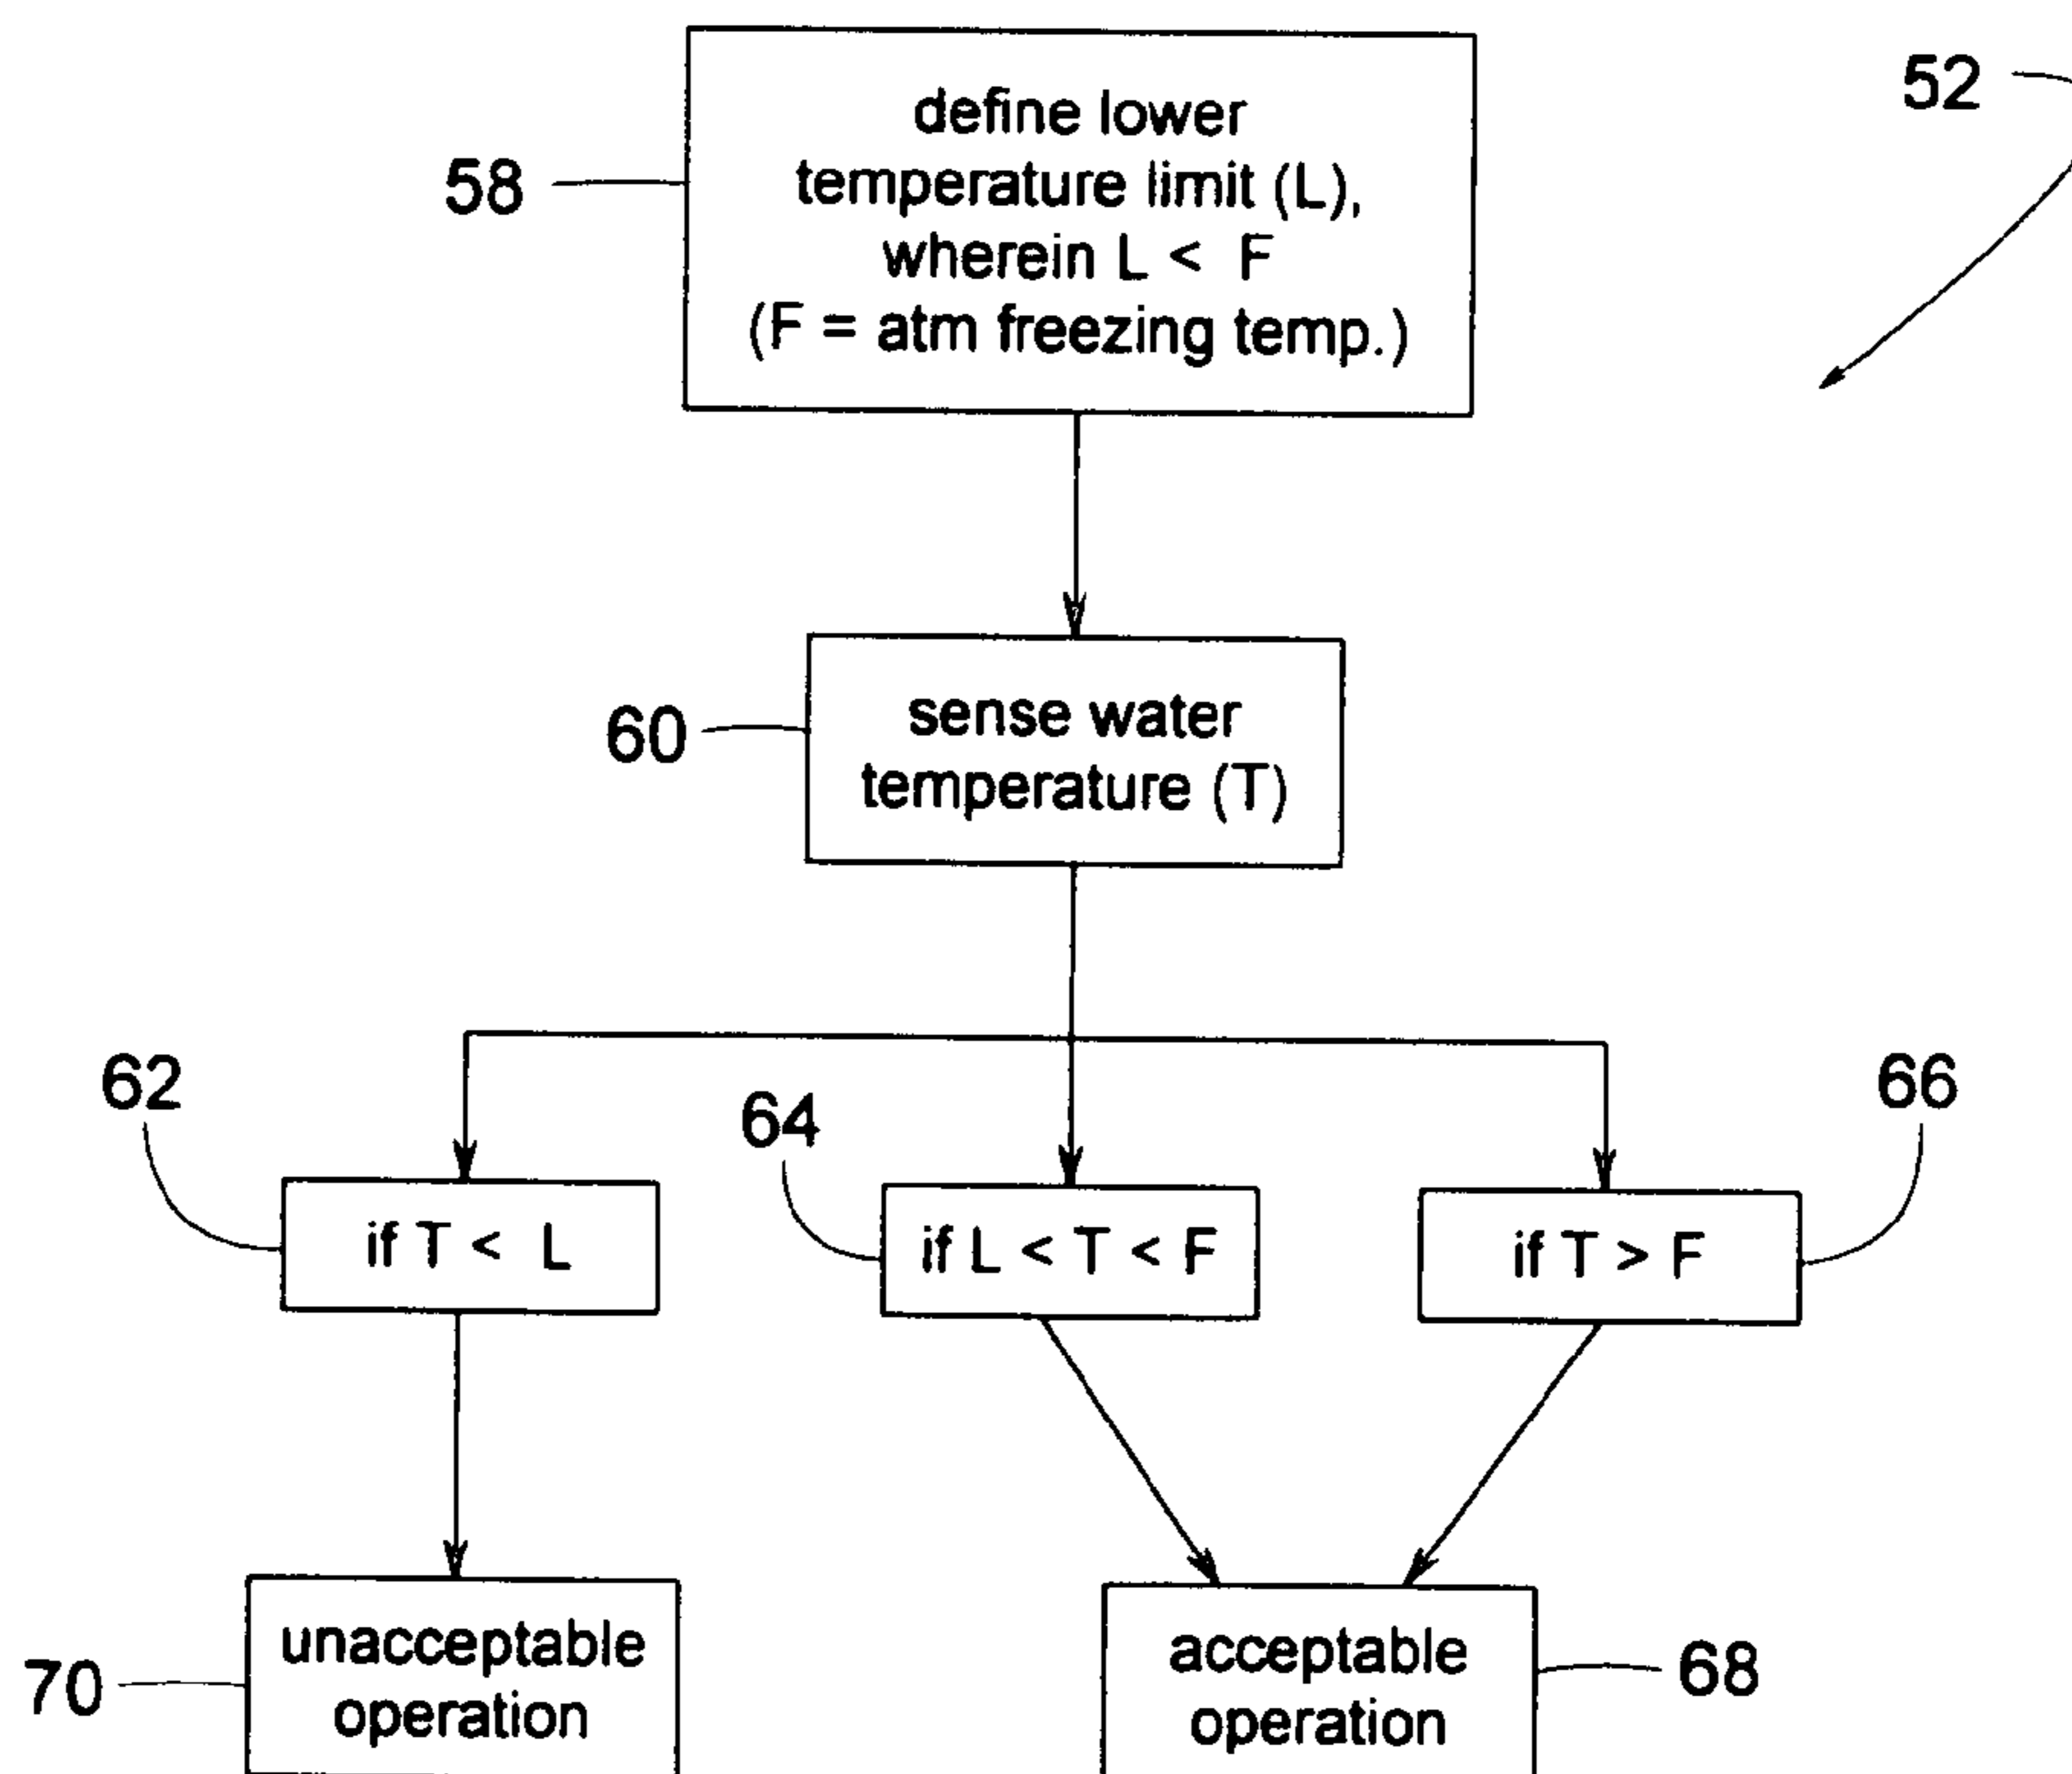 52
58
define lower
temperature limit (L),
wherein L < F
(F = atm freezing temp.)
60
sense water
temperature (T)
62
64
66
if T < L
if L < T < F
if T > F
70
unacceptable
operation
acceptable
operation
68